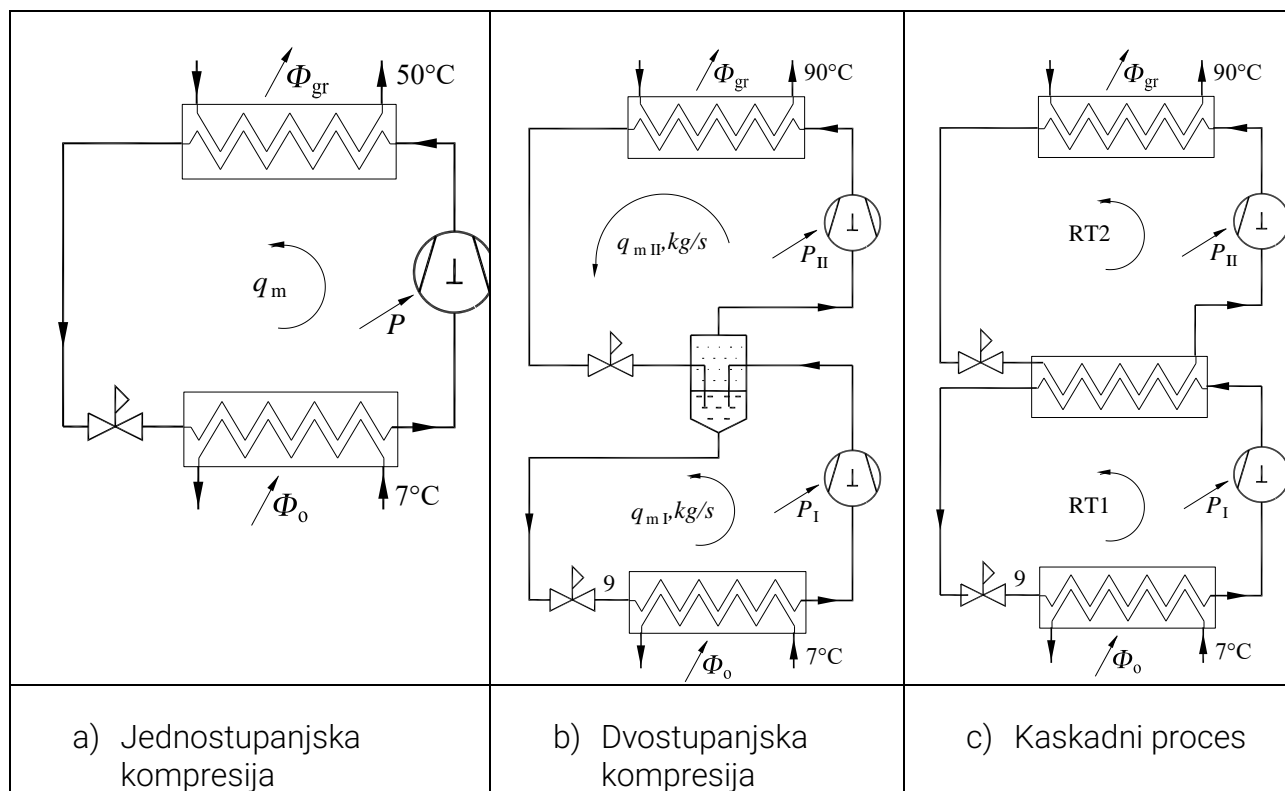 Φgr
50°C
qm
P
Φo
7°C
a) Jednostupanjska
kompresija
Φgr
90°C
qm II,kg/s
PII
qm I,kg/s
PI
9
Φo
7°C
b) Dvostupanjska
kompresija
Φgr
90°C
RT2
PII
RT1
PI
9
Φo
7°C
c) Kaskadni proces